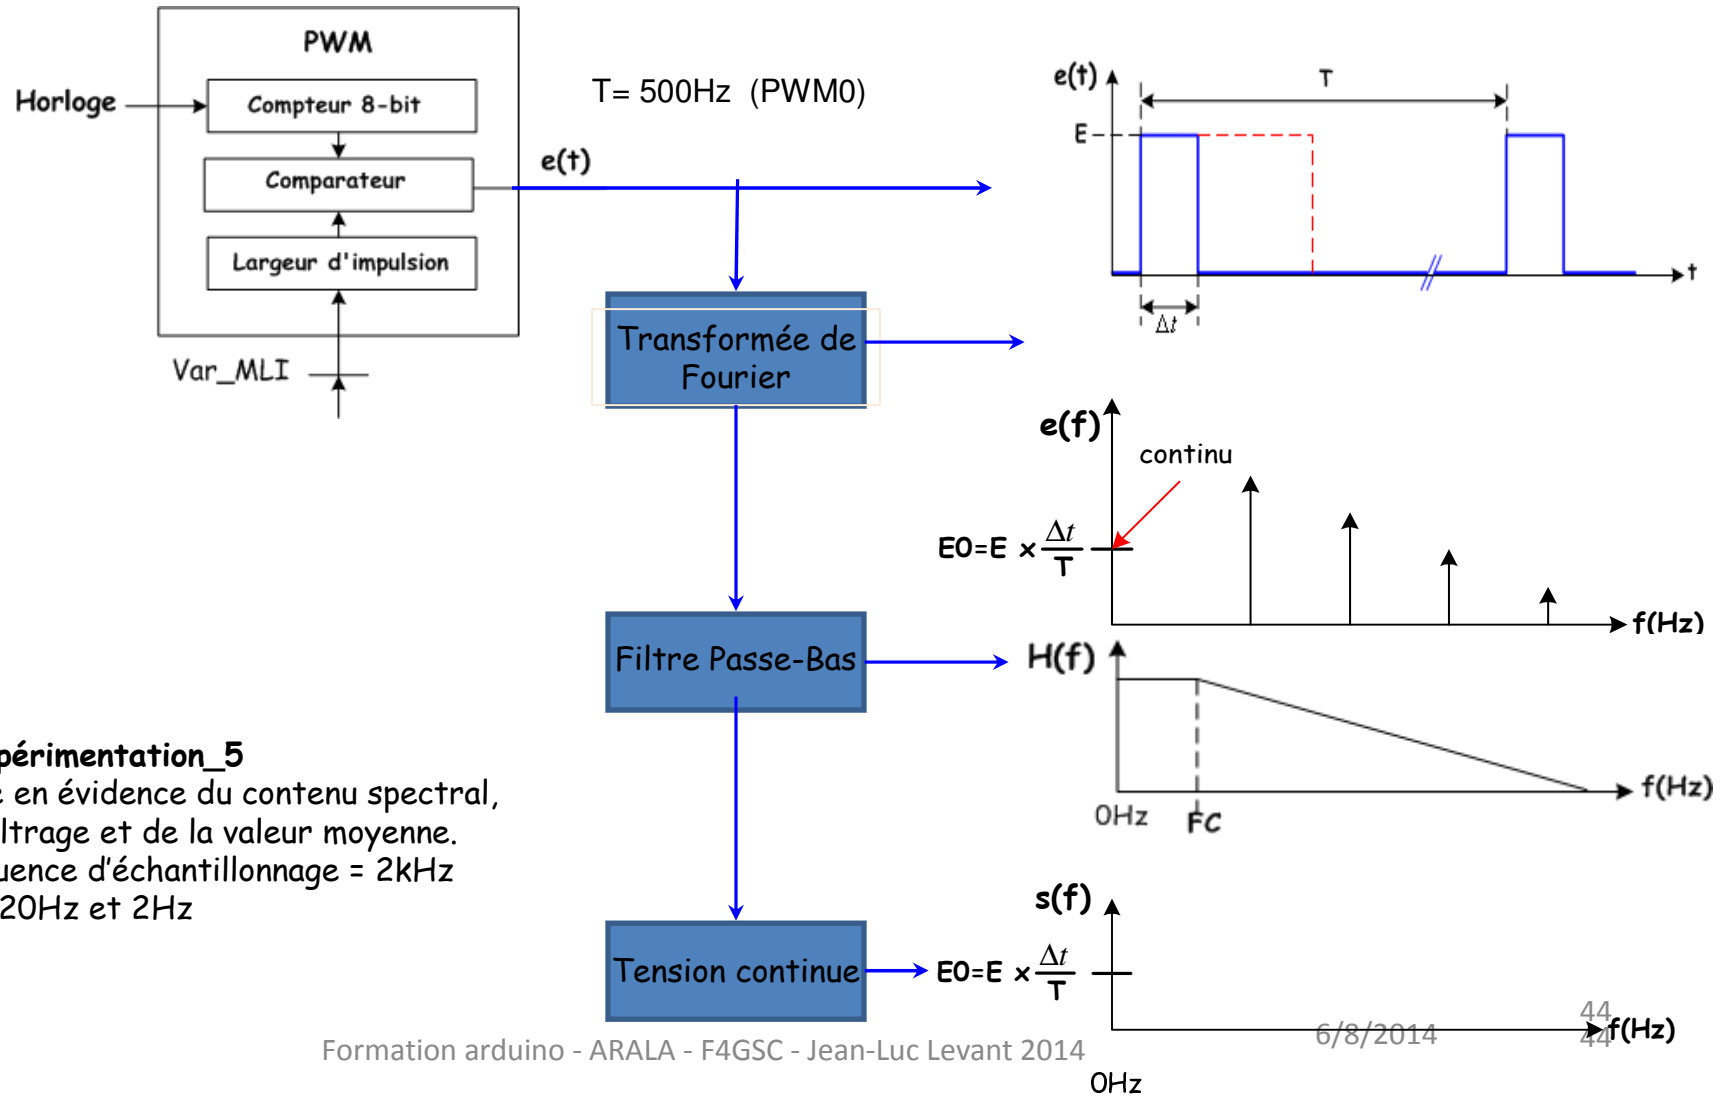 PWM
Horloge
Compteur 8-bit
Comparateur
Largeur d'impulsion
Var_MLI
e(t)
T= 500Hz (PWM0)
e(t)
T
E
t
Δt
Transformée de
Fourier
e(f)
continu
E0=E x Δt
T
f(Hz)
Filtre Passe-Bas
H(f)
f(Hz)
0Hz
FC
périmentation_5
e en évidence du contenu spectral,
ltrage et de la valeur moyenne.
uence d'échantillonnage = 2kHz
20Hz et 2Hz
Tension continue
s(f)
E0=E x Δt
T
f(Hz)
0Hz
Formation arduino - ARALA - F4GSC - Jean-Luc Levant 2014
6/8/2014
44
44